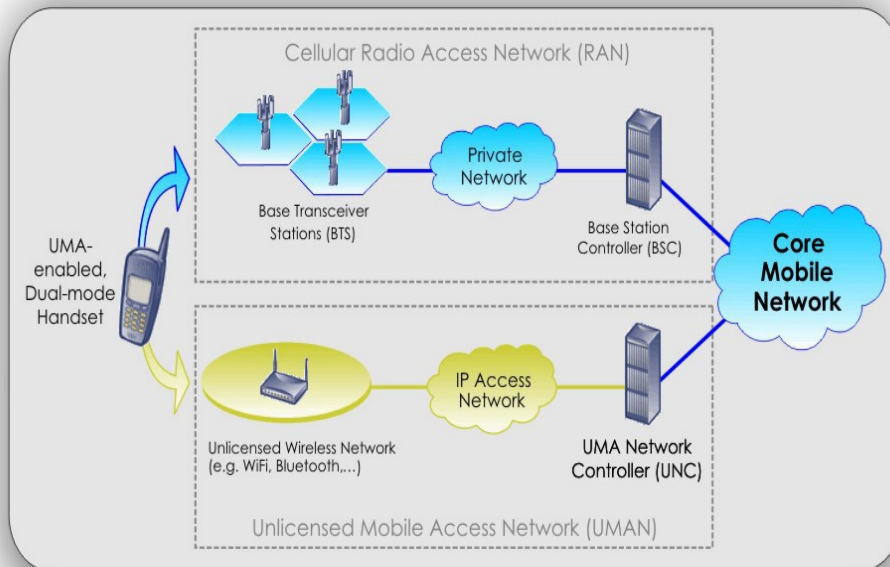 Cellular Radio Access Network (RAN)
Private
Network
Base Transceiver
Stations (BTS)
Base Station
Controller (BSC)
UMA-
enabled,
Dual-mode
Handset
Core
Mobile
Network
IP Access
Network
Unlicensed Wireless Network
(e.g. WiFi, Bluetooth,...)
UMA Network
Controller (UNC)
Unlicensed Mobile Access Network (UMAN)